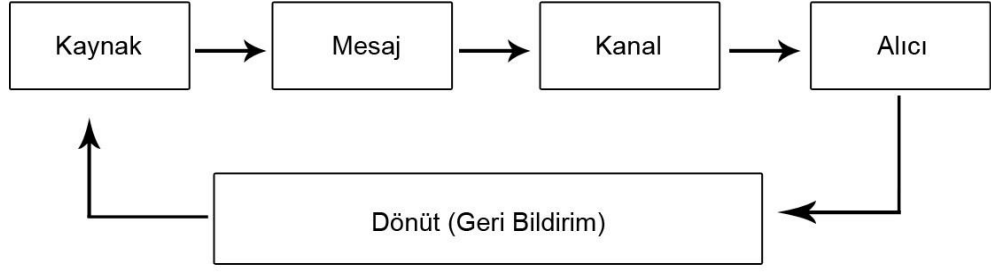 Kaynak
Mesaj
Kanal
Alıcı
Dönüt (Geri Bildirim)